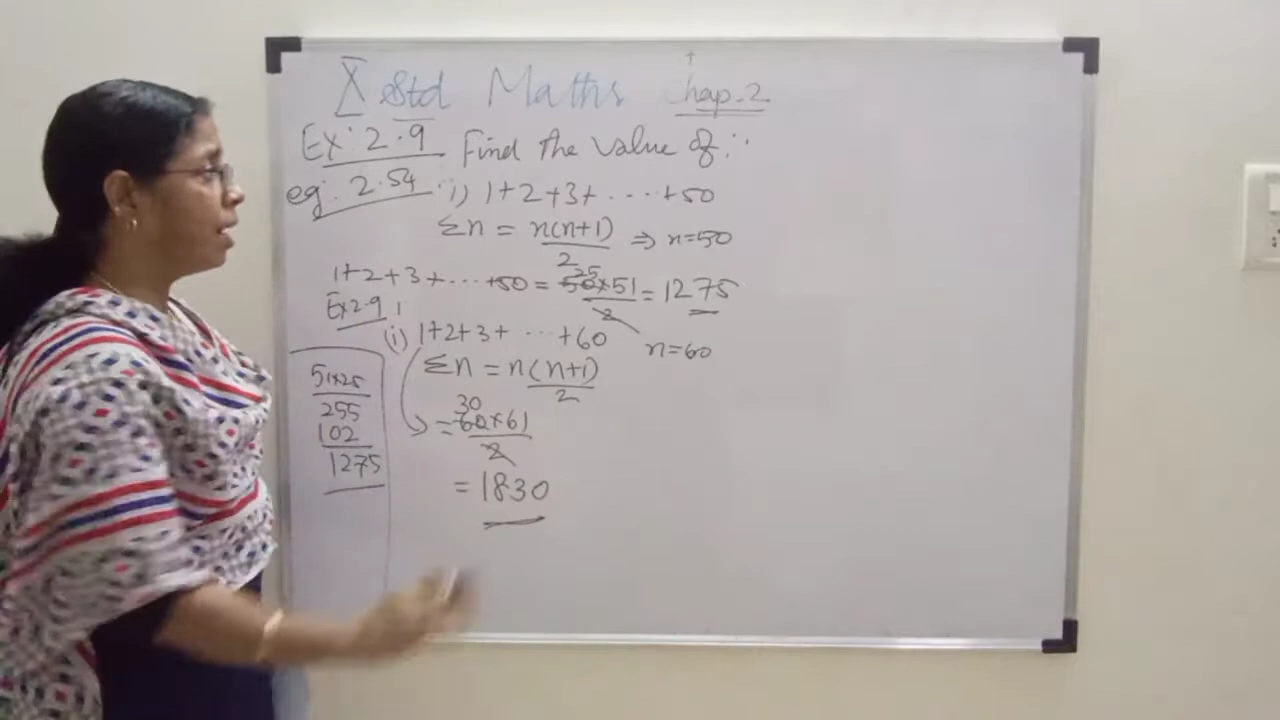 X Std Maths Chap-2
Ex: 2.9 Find the value of:
eg: 2.54 i) 1+2+3+.....+50
Σn = n(n+1)/2 ⇒ n=50
1+2+3+.....+50 = 25 50×51/2 = 1275
Ex 2.9 1
(i) 1+2+3+ .... +60 n=60
Σn = n(n+1)/2
= 30 60×61/2
= 1830
51×25
255
102
1275